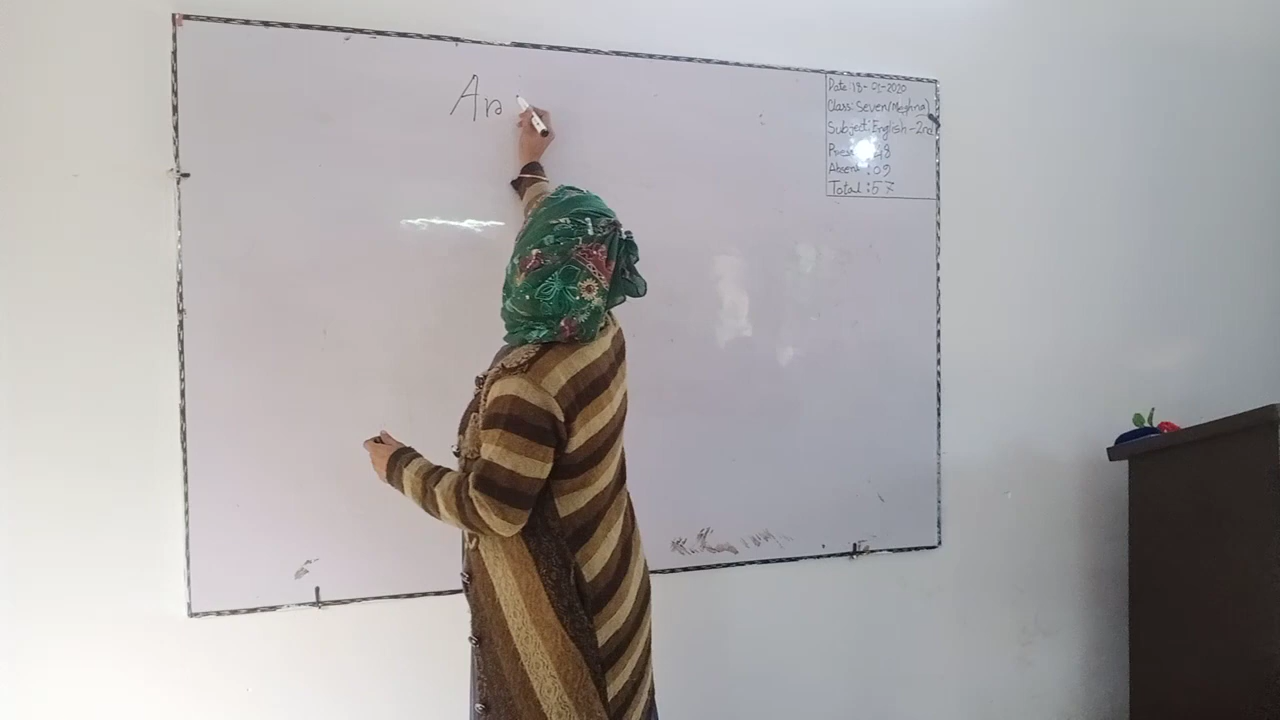 An
Date: 18-01-2020
Class: Seven (Meghna)
Subject: English-2nd
Present: 48
Absent: 09
Total: 57